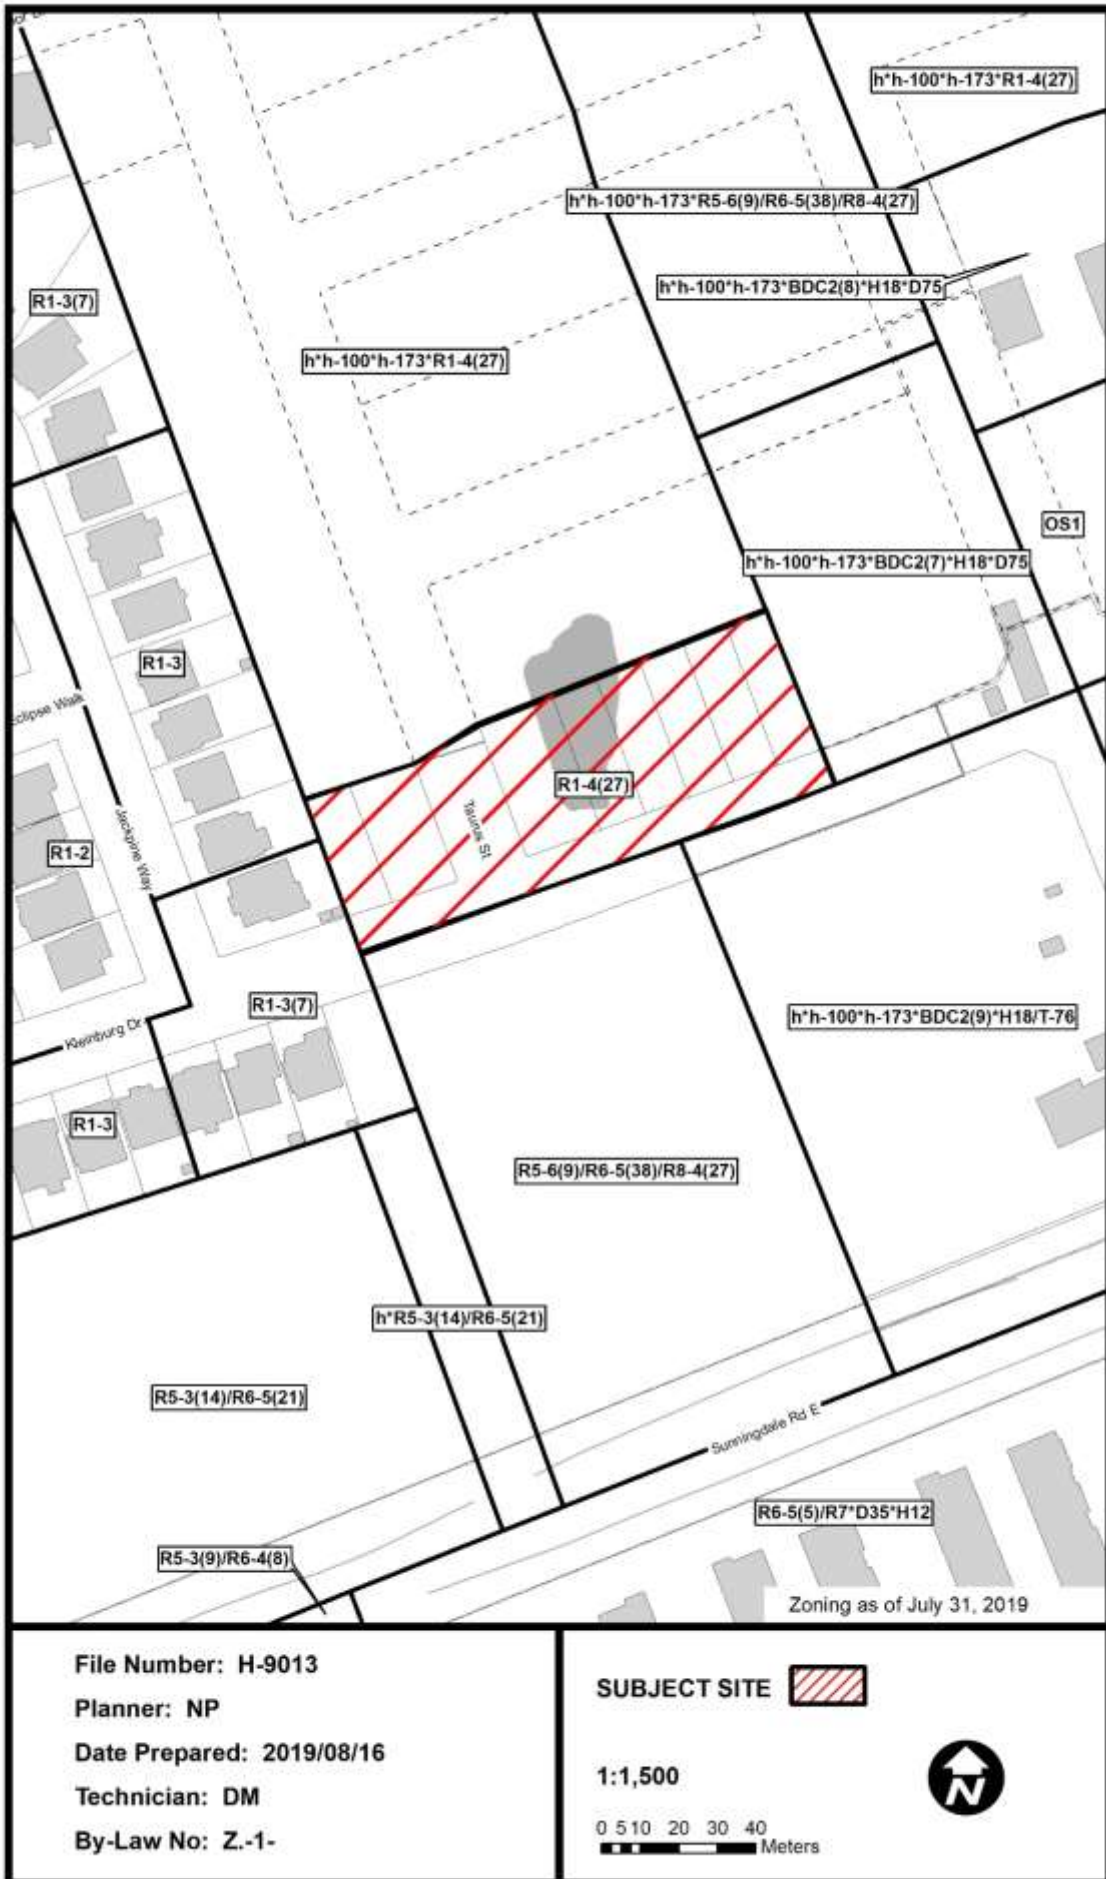 h*h-100*h-173*R1-4(27)
h*h-100*h-173*R5-6(9)/R6-5(38)/R8-4(27)
h*h-100*h-173*BDC2(8)*H18*D75
R1-3(7)
h*h-100*h-173*R1-4(27)
OS1
h*h-100*h-173*BDC2(7)*H18*D75
R1-3
Eclipse Walk
R1-4(27)
Taurus St
Jackpine Way
R1-2
R1-3(7)
h*h-100*h-173*BDC2(9)*H18/T-76
Kleinburg Dr
R1-3
R5-6(9)/R6-5(38)/R8-4(27)
h*R5-3(14)/R6-5(21)
R5-3(14)/R6-5(21)
Sunningdale Rd E
R6-5(5)/R7*D35*H12
R5-3(9)/R6-4(8)
Zoning as of July 31, 2019
File Number: H-9013
Planner: NP
Date Prepared: 2019/08/16
Technician: DM
By-Law No: Z.-1-
SUBJECT SITE
1:1,500
N
0 5 10 20 30 40
Meters